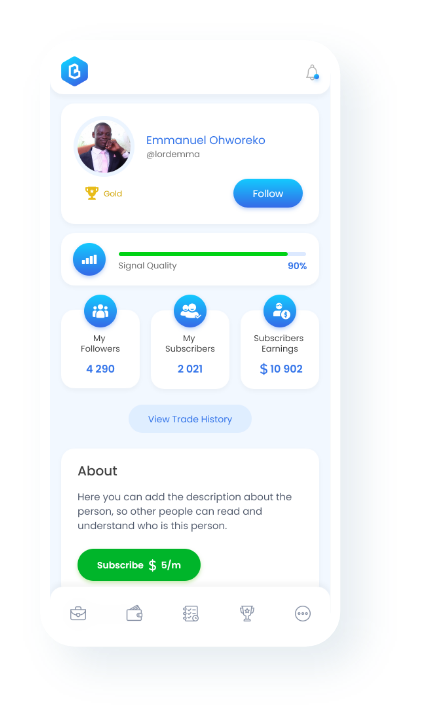 Emmanuel Ohworeko
@lordemma
Gold
Follow
Signal Quality
90%
My
Followers
4 290
My
Subscribers
2 021
Subscribers
Earnings
$ 10 902
View Trade History
About
Here you can add the description about the
person, so other people can read and
understand who is this person.
Subscribe $ 5/m